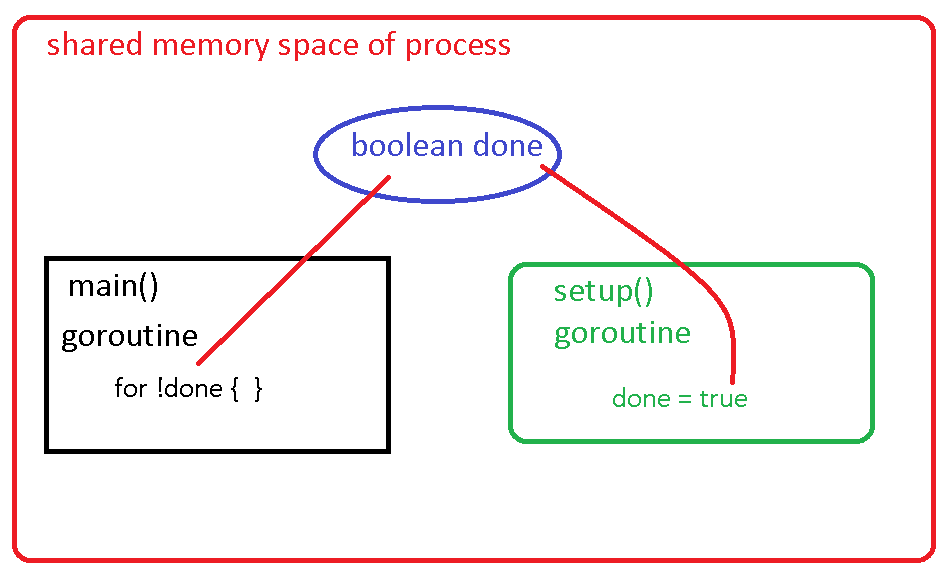 shared memory space of process
boolean done
main()
goroutine
for !done { }
setup()
goroutine
done = true